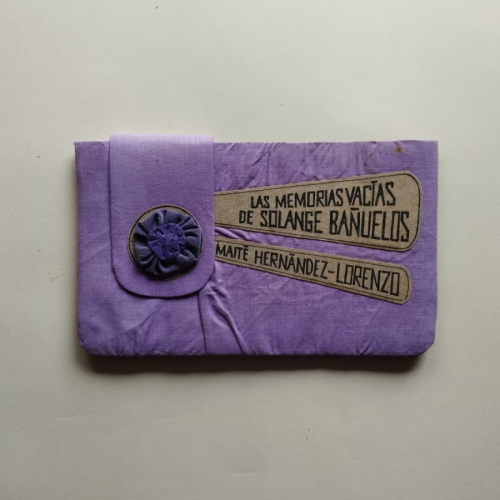 LAS MEMORIAS VACÍAS
DE SOLANGE BAÑUELOS
MAITÉ HERNÁNDEZ-LORENZO